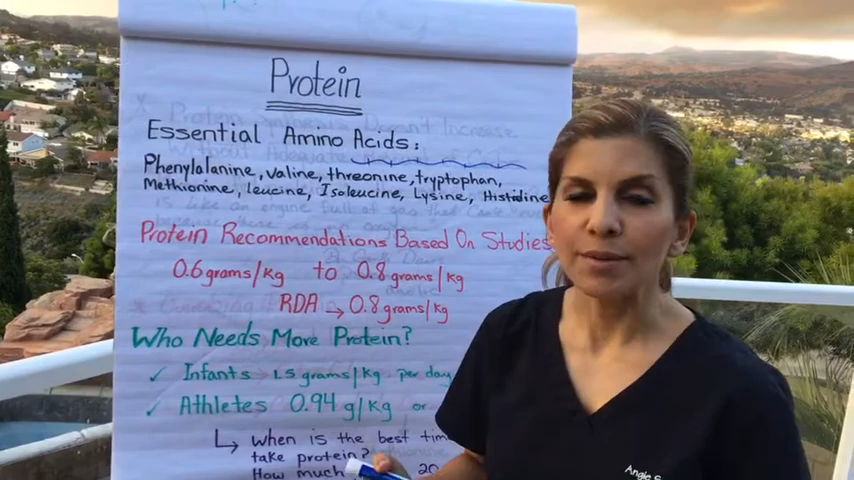 Protein
Essential Amino Acids:
Phenylalanine, valine, threonine, tryptophan,
Methionine, leucine, Isoleucine, Lysine, Histidine
Protein Recommendations Based On Studies
0.6 grams/kg to 0.8 grams/kg
RDA → 0.8 grams/kg
Who Needs More Protein?
✓ Infants 1.5 grams/kg per day
✓ Athletes 0.94 g/kg or
↳ When is the best
take protein?
How much 20
Angie